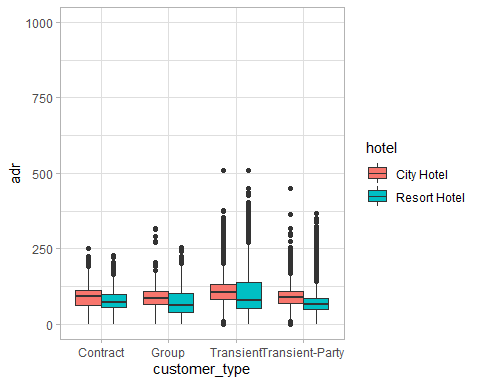 1000
750
500
250
0
adr
Contract Group Transient Transient-Party
customer_type
hotel
City Hotel
Resort Hotel